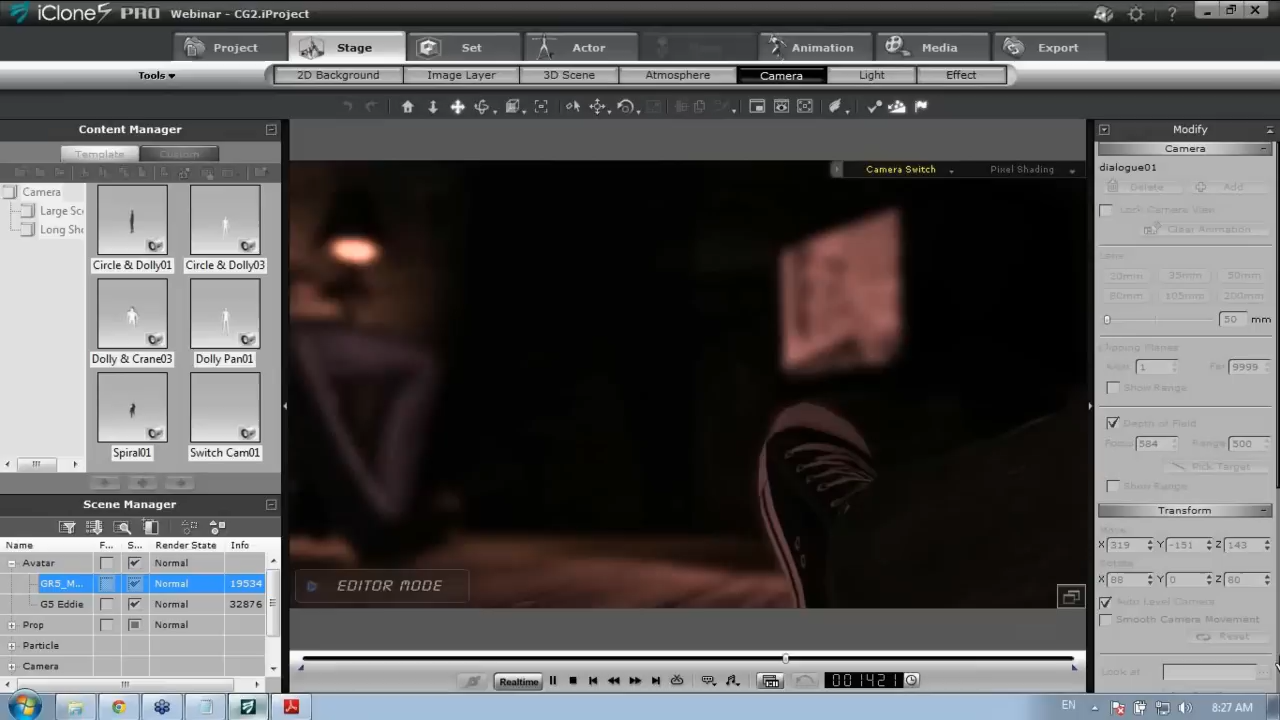 iClone5 PRO Webinar - CG2.iProject
Project Stage Set Actor Animation Media Export
Tools 2D Background Image Layer 3D Scene Atmosphere Camera Light Effect
Content Manager
Template Custom
Camera
Large Sc
Long Sh
Circle & Dolly01 Circle & Dolly03
Dolly & Crane03 Dolly Pan01
Spiral01 Switch Cam01
Scene Manager
Name F... S... Render State Info
Avatar Normal
GR5_M... Normal 19534
G5 Eddie Normal 32876
Prop Normal
Particle
Camera
Camera Switch Pixel Shading
EDITOR MODE
Realtime 001421
Modify
Camera
dialogue01
Delete Add
Lock Camera View
Clear Animation
Lens
20mm 35mm 50mm
80mm 105mm 200mm
50 mm
Clipping Planes
Near 1 Far 9999
Show Range
Depth of Field
Focus 584 Range 500
Pick Target
Show Range
Transform
Move
X 319 Y -151 Z 143
Rotate
X 88 Y 0 Z 60
Auto Level Camera
Smooth Camera Movement
Reset
Look at
EN 8:27 AM